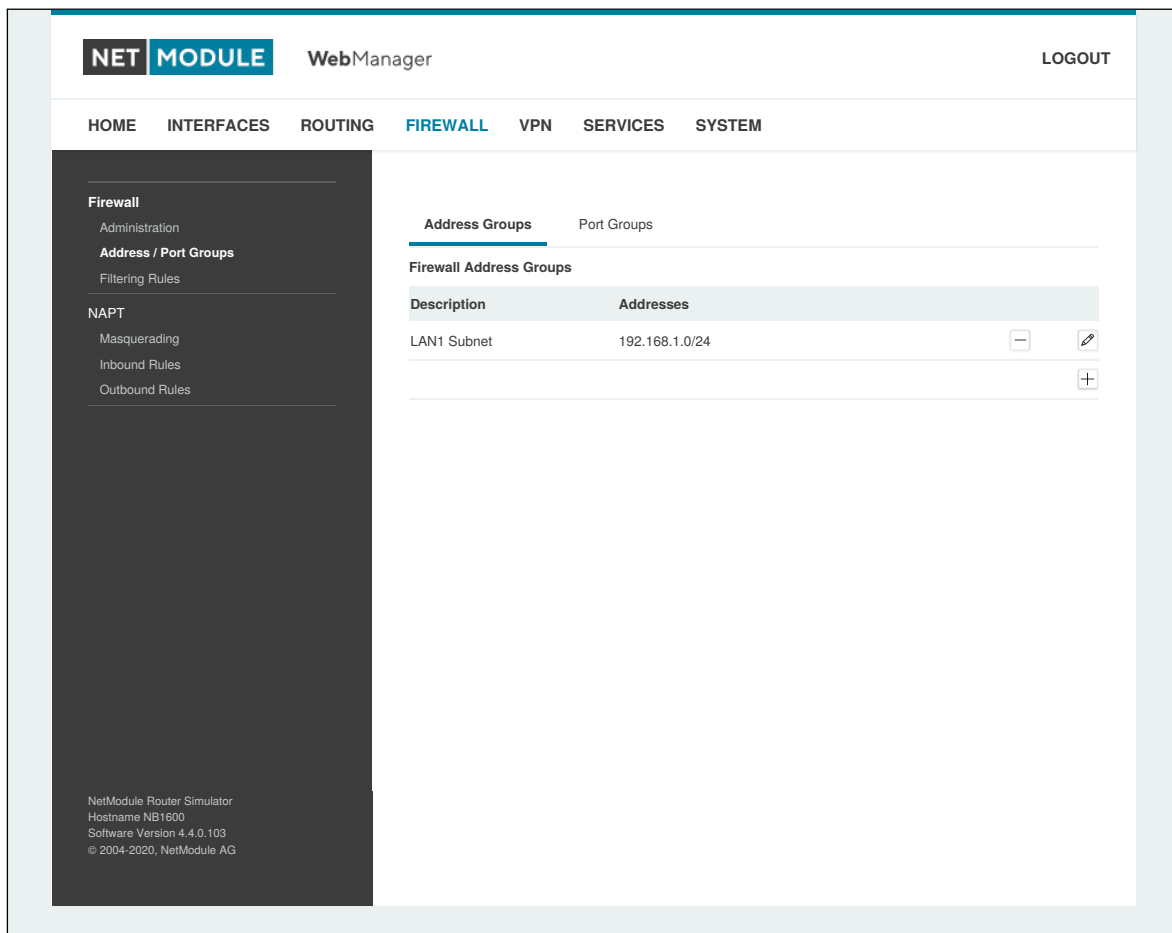 NET MODULE WebManager LOGOUT
HOME INTERFACES ROUTING FIREWALL VPN SERVICES SYSTEM
Firewall
Administration
Address / Port Groups
Filtering Rules
NAPT
Masquerading
Inbound Rules
Outbound Rules
Address Groups Port Groups
Firewall Address Groups
Description Addresses
LAN1 Subnet 192.168.1.0/24
NetModule Router Simulator
Hostname NB1600
Software Version 4.4.0.103
© 2004-2020, NetModule AG